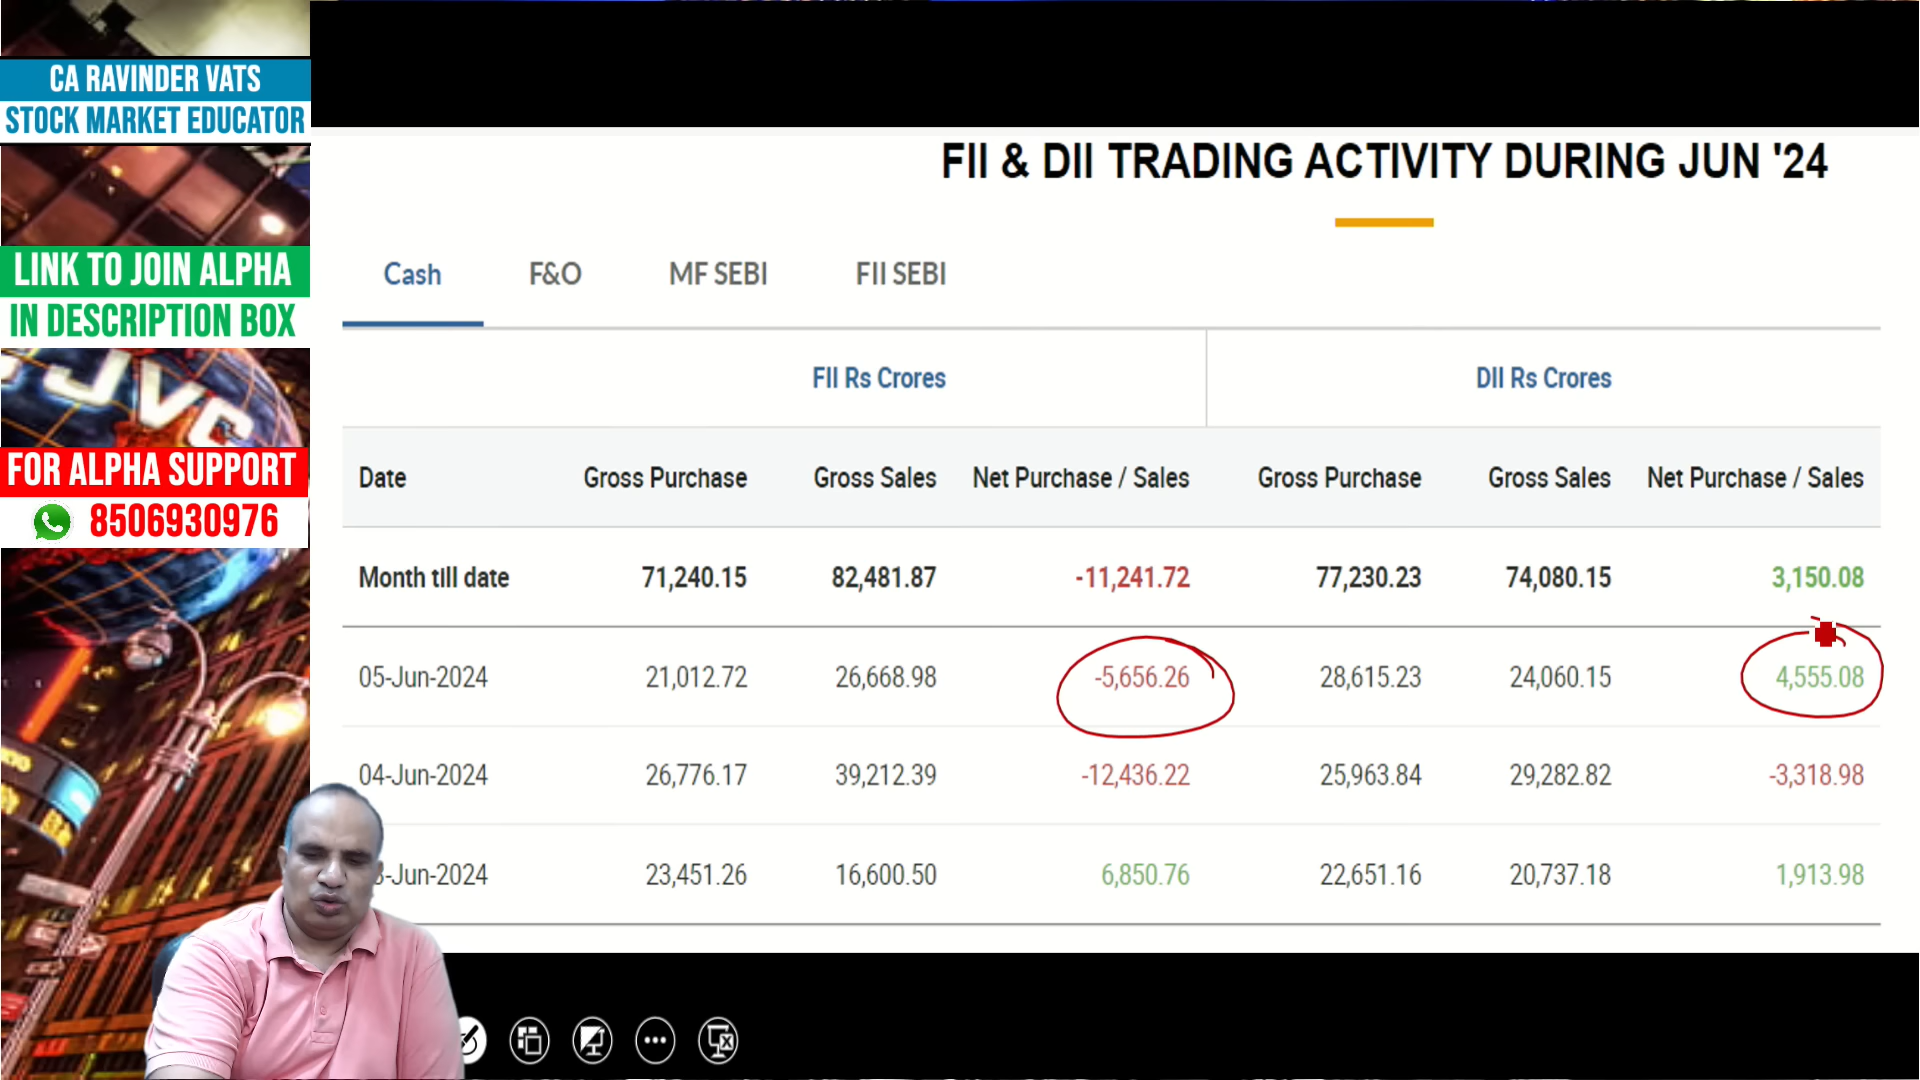 CA RAVINDER VATS
STOCK MARKET EDUCATOR
LINK TO JOIN ALPHA
IN DESCRIPTION BOX
JVC
FOR ALPHA SUPPORT
8506930976
FII & DII TRADING ACTIVITY DURING JUN '24
Cash F&O MF SEBI FII SEBI
FII Rs Crores DII Rs Crores
Date Gross Purchase Gross Sales Net Purchase / Sales Gross Purchase Gross Sales Net Purchase / Sales
Month till date 71,240.15 82,481.87 -11,241.72 77,230.23 74,080.15 3,150.08
05-Jun-2024 21,012.72 26,668.98 -5,656.26 28,615.23 24,060.15 4,555.08
04-Jun-2024 26,776.17 39,212.39 -12,436.22 25,963.84 29,282.82 -3,318.98
3-Jun-2024 23,451.26 16,600.50 6,850.76 22,651.16 20,737.18 1,913.98